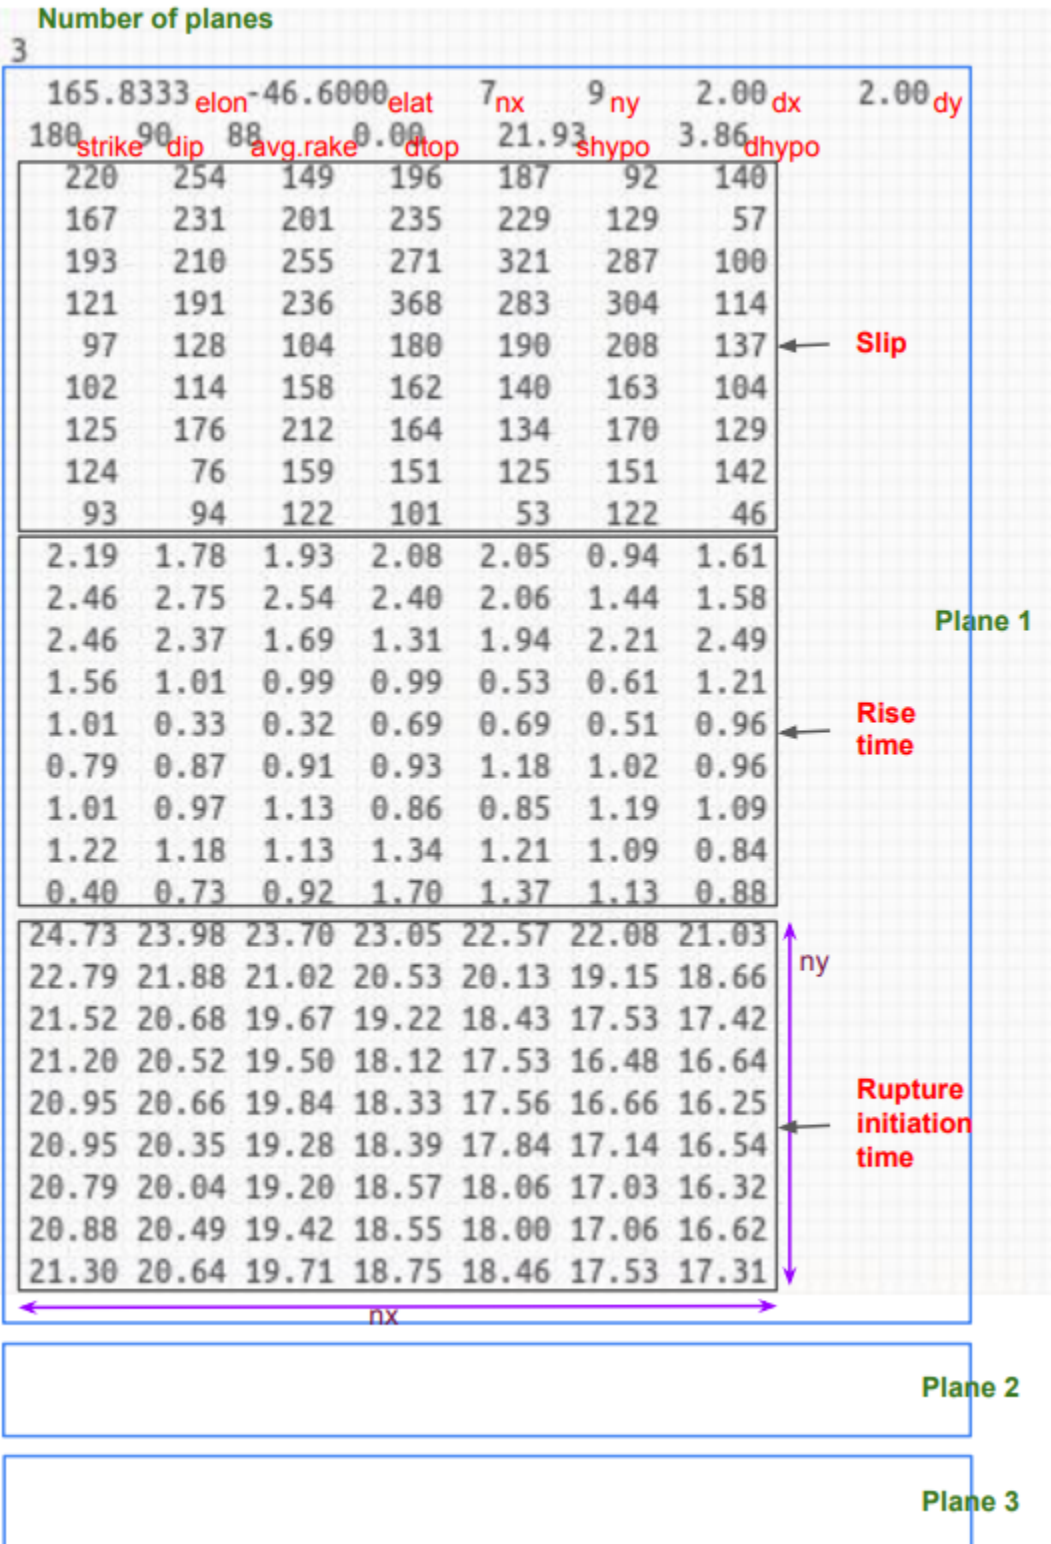 Number of planes
3
165.8333 elon -46.6000 elat 7 nx 9 ny 2.00 dx 2.00 dy
180 strike 90 dip 88 avg.rake 0.00 dtop 21.93 shypo 3.86 dhypo
220 254 149 196 187 92 140
167 231 201 235 229 129 57
193 210 255 271 321 287 100
121 191 236 368 283 304 114
97 128 104 180 190 208 137 Slip
102 114 158 162 140 163 104
125 176 212 164 134 170 129
124 76 159 151 125 151 142
93 94 122 101 53 122 46
2.19 1.78 1.93 2.08 2.05 0.94 1.61
2.46 2.75 2.54 2.40 2.06 1.44 1.58
Plane 1
2.46 2.37 1.69 1.31 1.94 2.21 2.49
1.56 1.01 0.99 0.99 0.53 0.61 1.21
1.01 0.33 0.32 0.69 0.69 0.51 0.96
Rise
time
0.79 0.87 0.91 0.93 1.18 1.02 0.96
1.01 0.97 1.13 0.86 0.85 1.19 1.09
1.22 1.18 1.13 1.34 1.21 1.09 0.84
0.40 0.73 0.92 1.70 1.37 1.13 0.88
24.73 23.98 23.70 23.05 22.57 22.08 21.03
ny
22.79 21.88 21.02 20.53 20.13 19.15 18.66
21.52 20.68 19.67 19.22 18.43 17.53 17.42
21.20 20.52 19.50 18.12 17.53 16.48 16.64
20.95 20.66 19.84 18.33 17.56 16.66 16.25
Rupture
initiation
time
20.95 20.35 19.28 18.39 17.84 17.14 16.54
20.79 20.04 19.20 18.57 18.06 17.03 16.32
20.88 20.49 19.42 18.55 18.00 17.06 16.62
21.30 20.64 19.71 18.75 18.46 17.53 17.31
nx
Plane 2
Plane 3